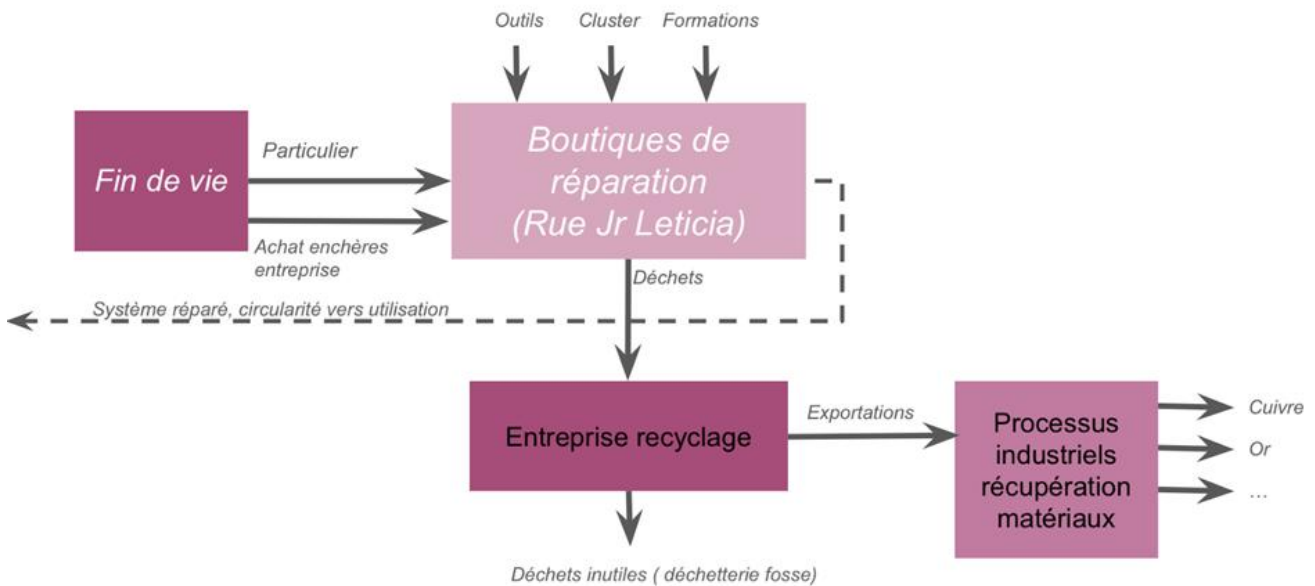 Outils Cluster Formations
Fin de vie
Particulier
Achat enchères
entreprise
Boutiques de
réparation
(Rue Jr Leticia)
Déchets
Système réparé, circularité vers utilisation
Entreprise recyclage
Exportations
Processus
industriels
récupération
matériaux
Cuivre
Or
...
Déchets inutiles ( déchetterie fosse)